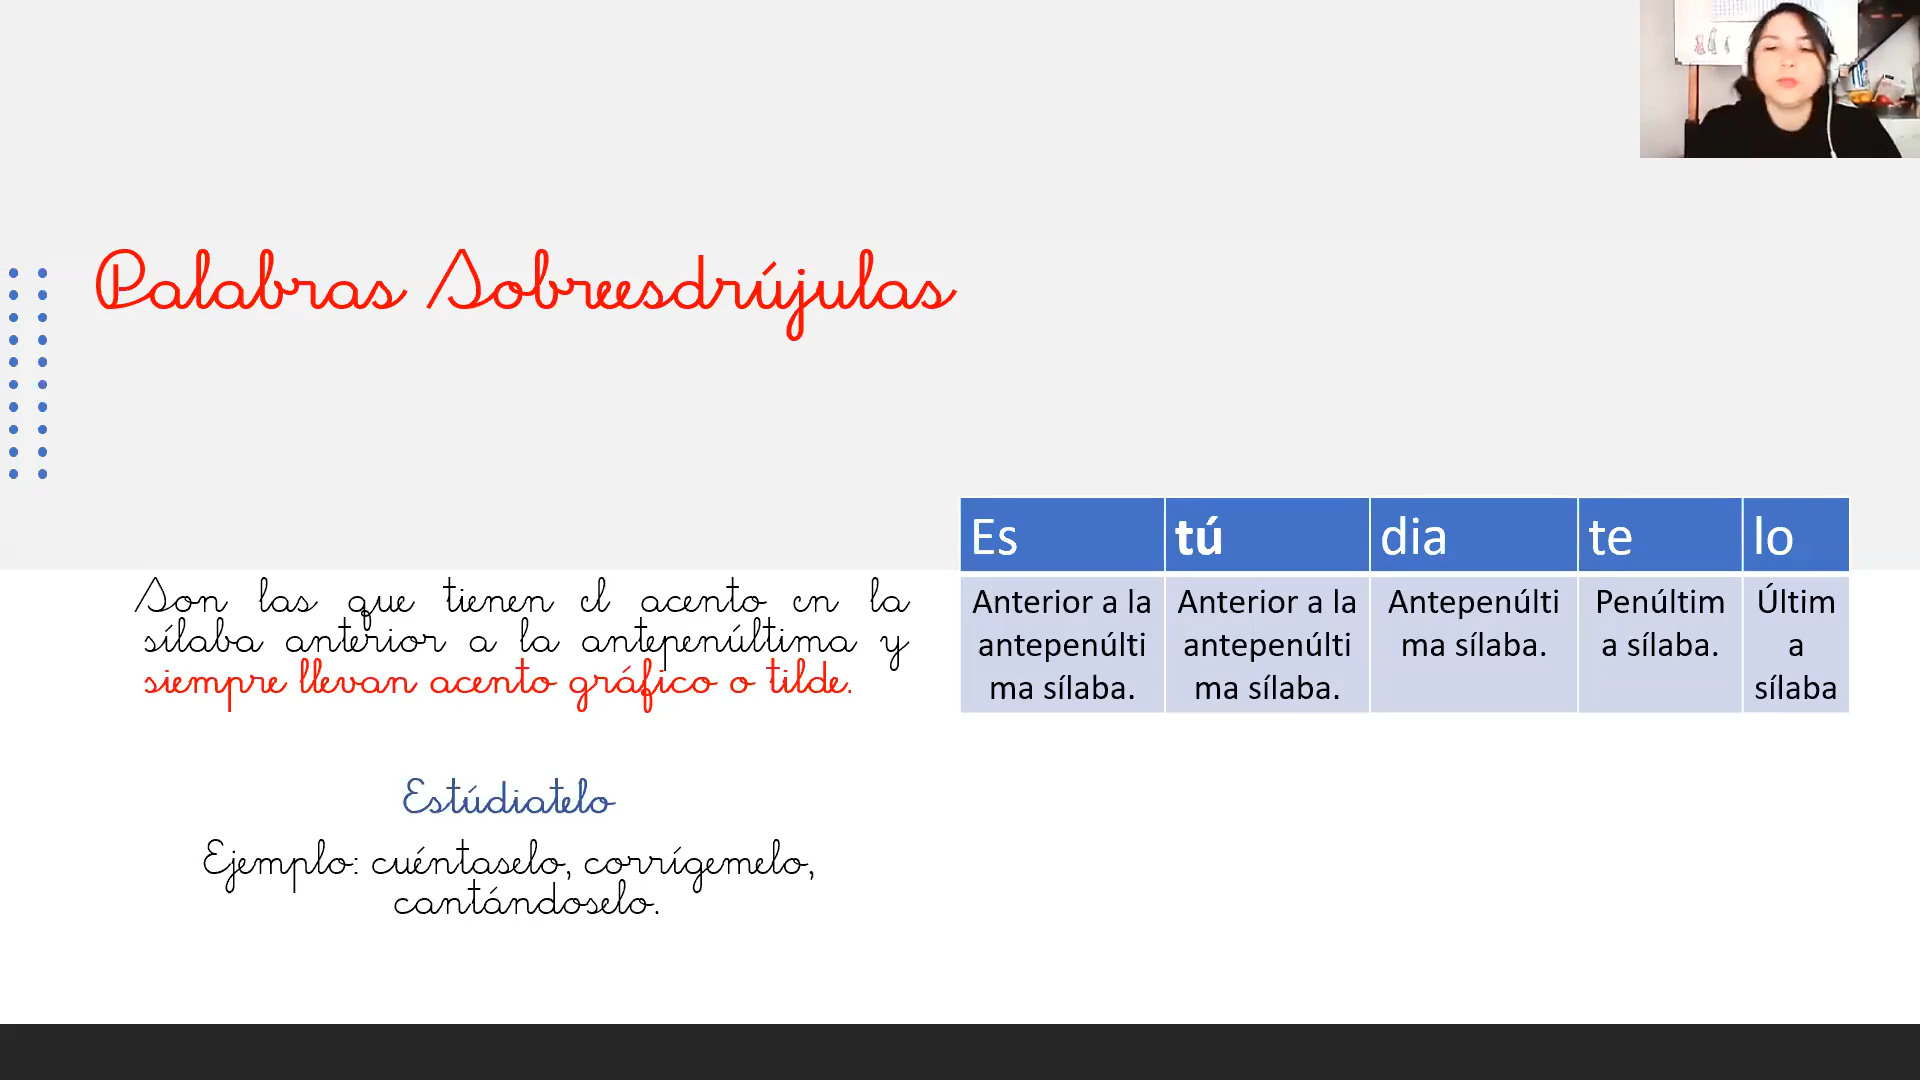 Palabras Sobreesdrújulas
Son las que tienen el acento en la
sílaba anterior a la antepenúltima y
siempre llevan acento gráfico o tilde.
Estúdiatelo
Ejemplo: cuéntaselo, corrígemelo,
cantándoselo.
Es tú dia te lo
Anterior a la
antepenúlti
ma sílaba.
Anterior a la
antepenúlti
ma sílaba.
Antepenúlti
ma sílaba.
Penúltim
a sílaba.
Últim
a
sílaba